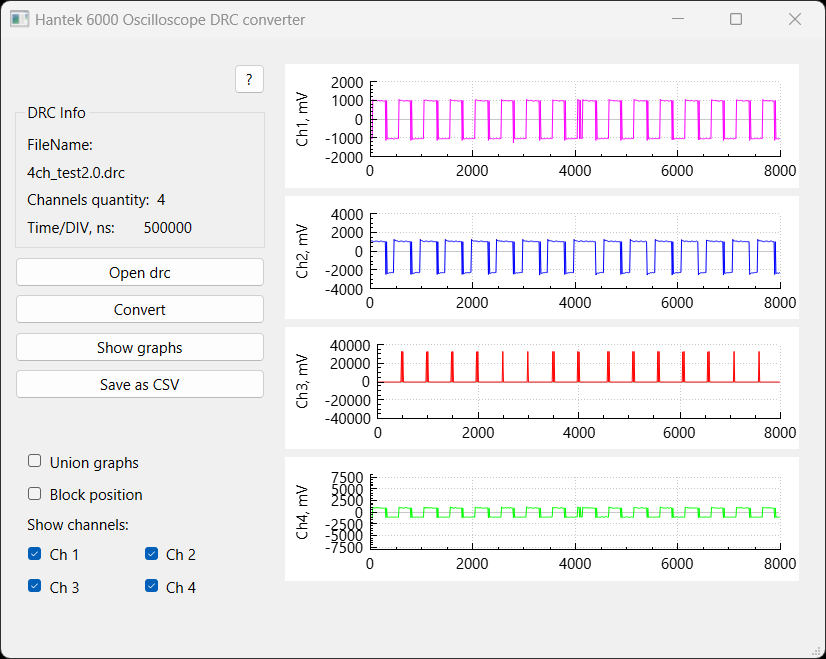 Hantek 6000 Oscilloscope DRC converter
?
DRC Info
FileName:
4ch_test2.0.drc
Channels quantity: 4
Time/DIV, ns: 500000
Open drc
Convert
Show graphs
Save as CSV
Union graphs
Block position
Show channels:
Ch 1 Ch 2
Ch 3 Ch 4
Ch1, mV
2000
1000
0
-1000
-2000
0 2000 4000 6000 8000
Ch2, mV
4000
2000
0
-2000
-4000
0 2000 4000 6000 8000
Ch3, mV
40000
20000
0
-20000
-40000
0 2000 4000 6000 8000
Ch4, mV
7500
5000
2500
0
-2500
-5000
-7500
0 2000 4000 6000 8000